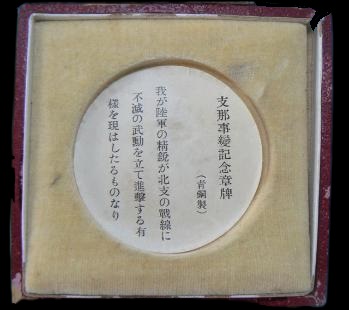 支那事變記念章牌
(靑銅製)
我が陸軍の精鋭が北支の戰線に
不滅の武勳を立て進擊する有
樣を現はしたるものなり